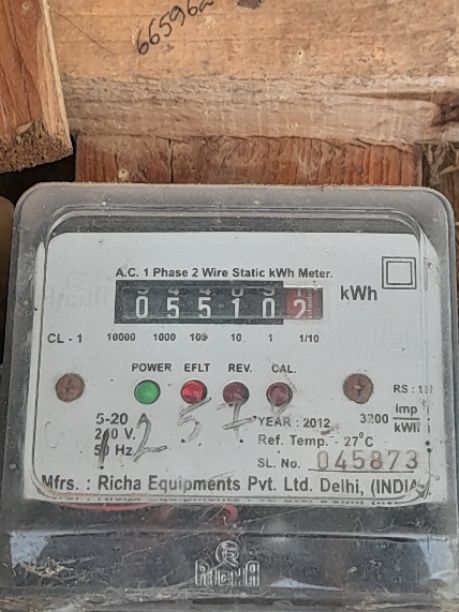 66596
A.C. 1 Phase 2 Wire Static kWh Meter.
055102 kWh
CL - 1 10000 1000 100 10 1 1/10
POWER EFLT REV. CAL.
5-20 A
240 V.
50 Hz
YEAR : 2012
Ref. Temp. - 27°C
SL. No. 045873
RS :
3200 imp
kWh
Mfrs. : Richa Equipments Pvt. Ltd. Delhi, (INDIA)
RICHA